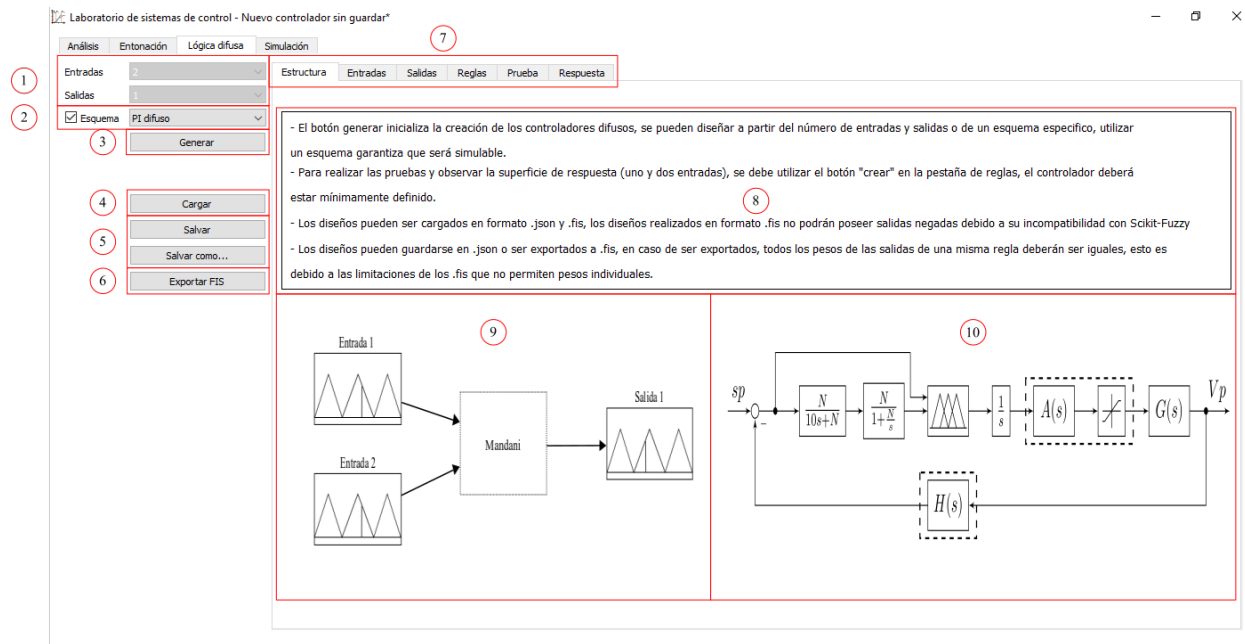 Laboratorio de sistemas de control - Nuevo controlador sin guardar*
Análisis Entonación Lógica difusa Simulación
7
1
Entradas 2
Salidas 1
Estructura Entradas Salidas Reglas Prueba Respuesta
2
Esquema PI difuso
3
Generar
4
Cargar
5
Salvar
Salvar como...
6
Exportar FIS
- El botón generar inicializa la creación de los controladores difusos, se pueden diseñar a partir del número de entradas y salidas o de un esquema especifico, utilizar
un esquema garantiza que será simulable.
- Para realizar las pruebas y observar la superficie de respuesta (uno y dos entradas), se debe utilizar el botón "crear" en la pestaña de reglas, el controlador deberá
estar mínimamente definido.
8
- Los diseños pueden ser cargados en formato .json y .fis, los diseños realizados en formato .fis no podrán poseer salidas negadas debido a su incompatibilidad con Scikit-Fuzzy
- Los diseños pueden guardarse en .json o ser exportados a .fis, en caso de ser exportados, todos los pesos de las salidas de una misma regla deberán ser iguales, esto es
debido a las limitaciones de los .fis que no permiten pesos individuales.
9
Entrada 1
Entrada 2
Mandani
Salida 1
10
sp
-
N/(10s+N)
N/(1+N/s)
1/s
A(s)
G(s)
Vp
H(s)